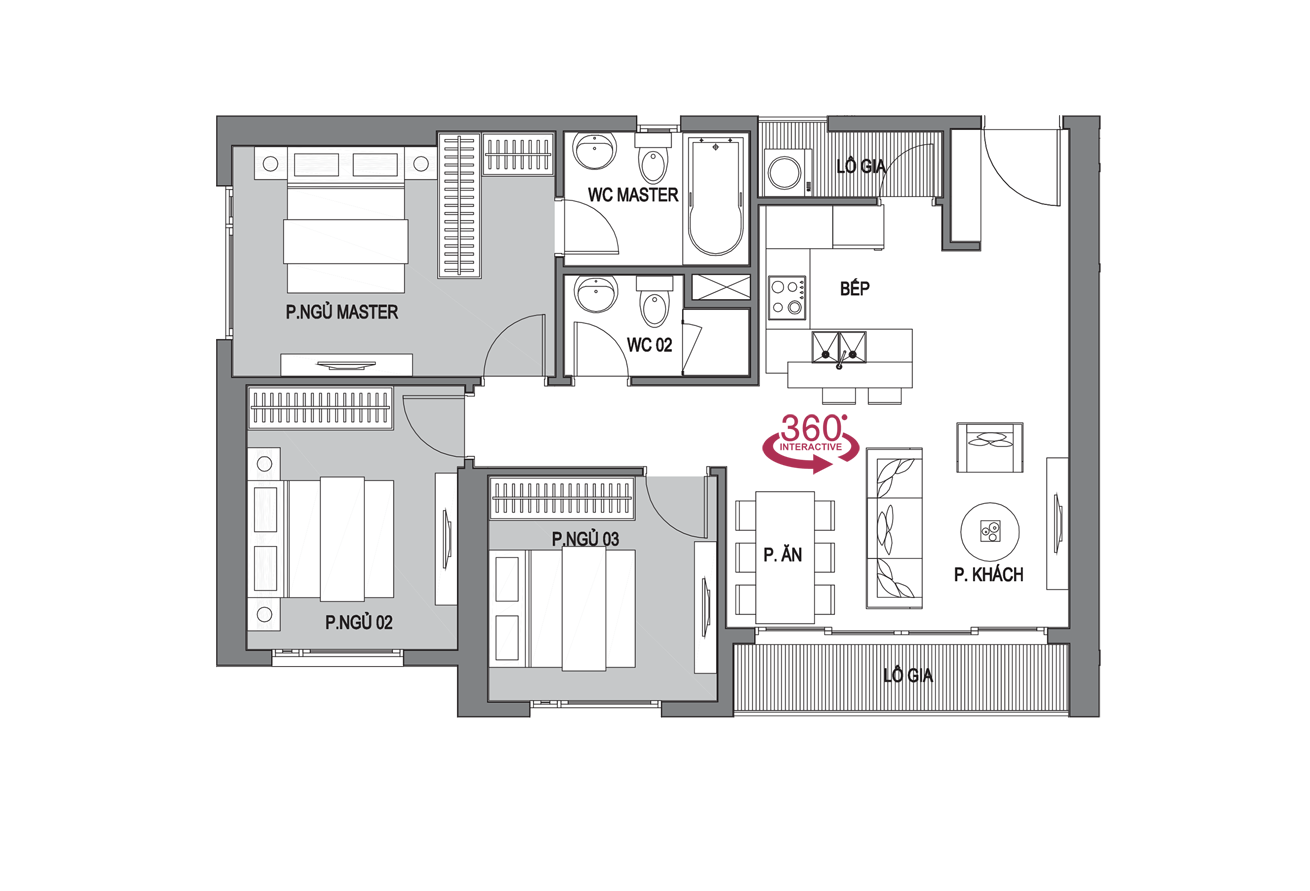 LÔ GIA
WC MASTER
BẾP
P.NGỦ MASTER
WC 02
360°
INTERACTIVE
P.NGỦ 03
P. ĂN
P. KHÁCH
P.NGỦ 02
LÔ GIA